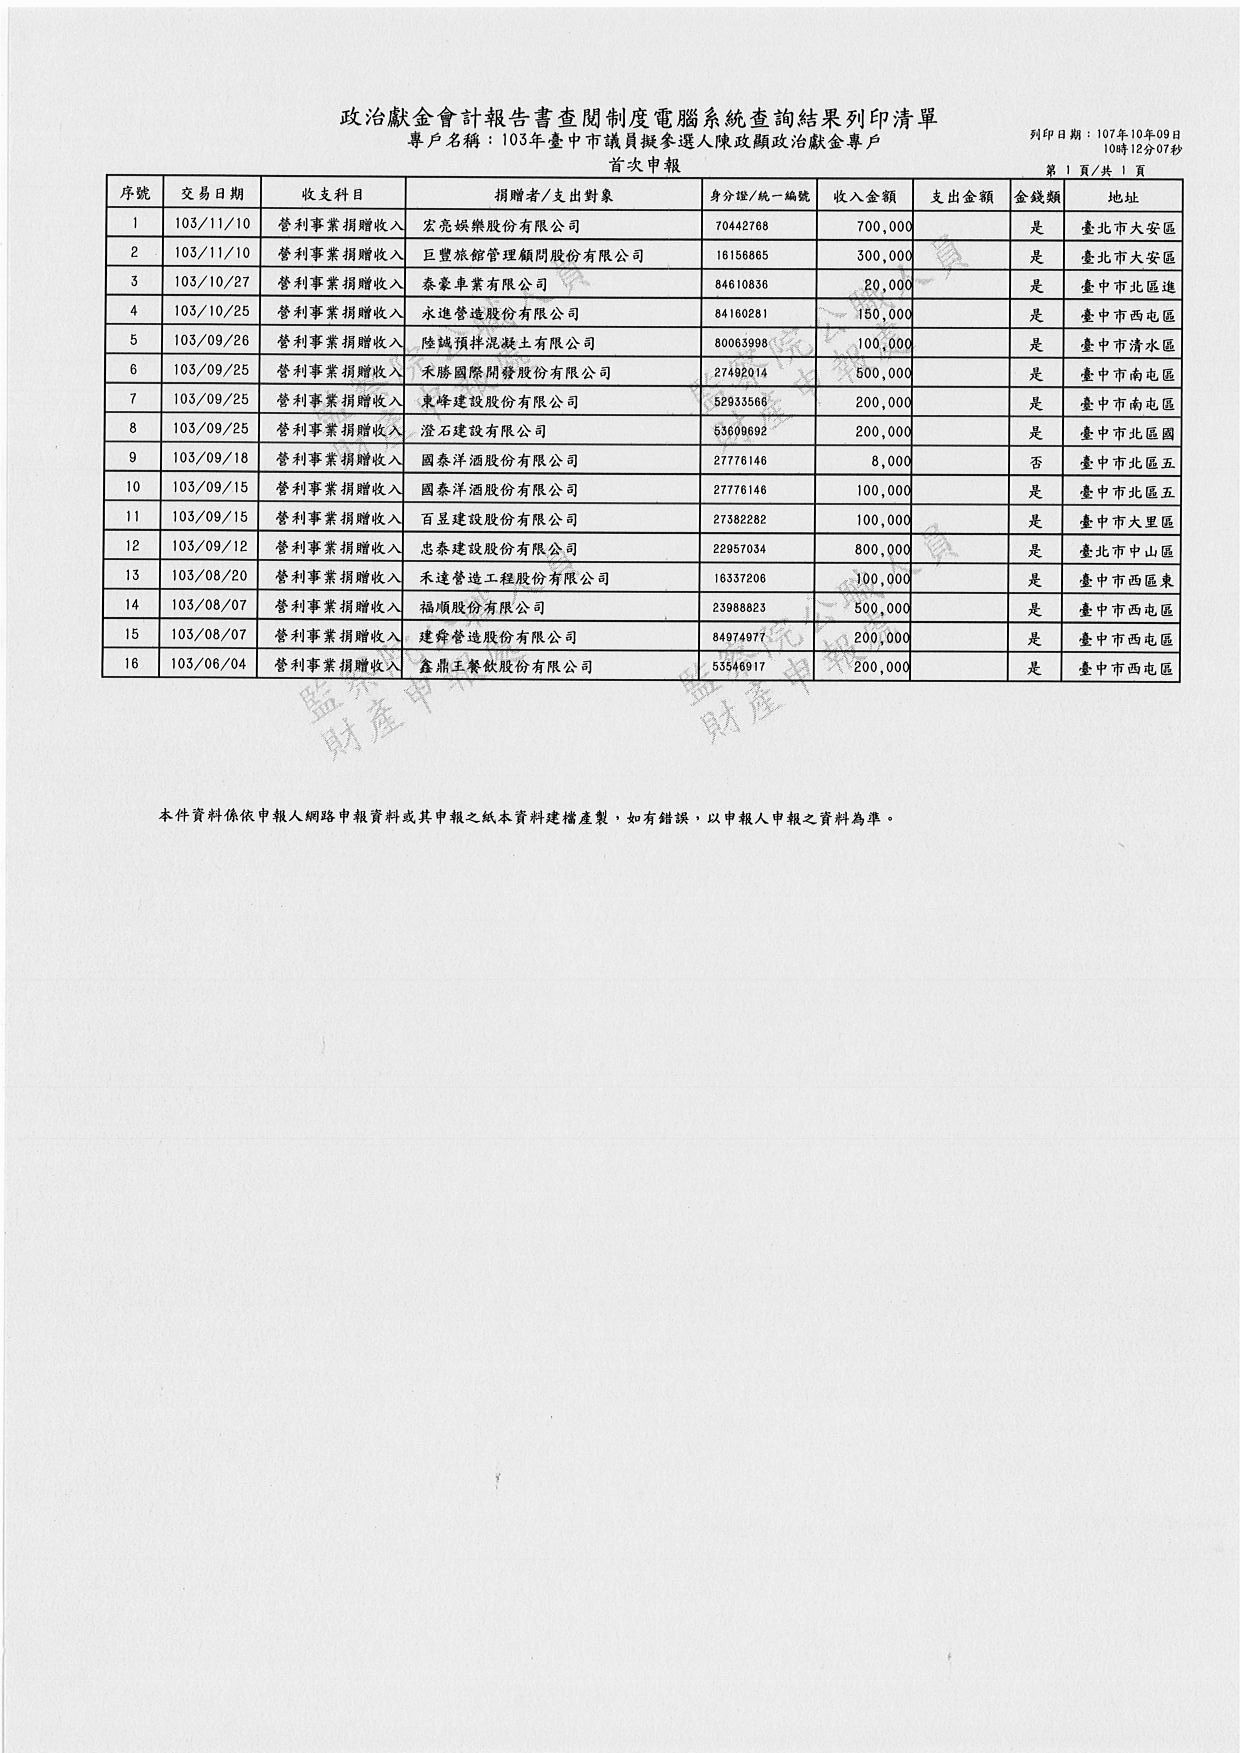 政治獻金會計報告書查閱制度電腦系統查詢結果列印清單
專戶名稱：103年臺中市議員擬參選人陳政顯政治獻金專戶
列印日期：107年10年09日
10時12分07秒
首次申報
第 1 頁/共 1 頁
序號 交易日期 收支科目 捐贈者/支出對象 身分證/統一編號 收入金額 支出金額 金錢類 地址
1 103/11/10 營利事業捐贈收入 宏亮娛樂股份有限公司 70442768 700,000 是 臺北市大安區
2 103/11/10 營利事業捐贈收入 巨豐旅館管理顧問股份有限公司 16156865 300,000 是 臺北市大安區
3 103/10/27 營利事業捐贈收入 泰豪車業有限公司 84610836 20,000 是 臺中市北區進
4 103/10/25 營利事業捐贈收入 永進營造股份有限公司 84160281 150,000 是 臺中市西屯區
5 103/09/26 營利事業捐贈收入 陸誠預拌混凝土有限公司 80063998 100,000 是 臺中市清水區
6 103/09/25 營利事業捐贈收入 禾勝國際開發股份有限公司 27492014 500,000 是 臺中市南屯區
7 103/09/25 營利事業捐贈收入 東峰建設股份有限公司 52933566 200,000 是 臺中市南屯區
8 103/09/25 營利事業捐贈收入 澄石建設有限公司 53609692 200,000 是 臺中市北區國
9 103/09/18 營利事業捐贈收入 國泰洋酒股份有限公司 27776146 8,000 否 臺中市北區五
10 103/09/15 營利事業捐贈收入 國泰洋酒股份有限公司 27776146 100,000 是 臺中市北區五
11 103/09/15 營利事業捐贈收入 百昱建設股份有限公司 27382282 100,000 是 臺中市大里區
12 103/09/12 營利事業捐贈收入 忠泰建設股份有限公司 22957034 800,000 是 臺北市中山區
13 103/08/20 營利事業捐贈收入 禾達營造工程股份有限公司 16337206 100,000 是 臺中市西區東
14 103/08/07 營利事業捐贈收入 福順股份有限公司 23988823 500,000 是 臺中市西屯區
15 103/08/07 營利事業捐贈收入 建舜營造股份有限公司 84974977 200,000 是 臺中市西屯區
16 103/06/04 營利事業捐贈收入 鑫鼎王餐飲股份有限公司 53546917 200,000 是 臺中市西屯區
監察院公職人員
財產申報處
監察院公職人員
財產申報處
監察院公職人員
財產申報處
監察院公職人員
財產申報處
本件資料係依申報人網路申報資料或其申報之紙本資料建檔產製，如有錯誤，以申報人申報之資料為準。